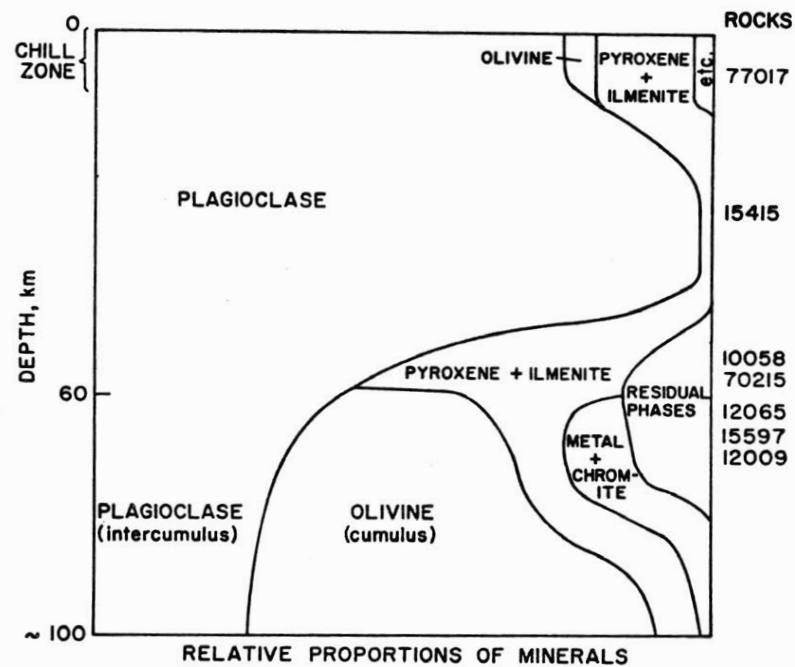 ROCKS
0
CHILL
ZONE
OLIVINE
PYROXENE
+
ILMENITE
etc.
77017
PLAGIOCLASE
15415
DEPTH, km
PYROXENE + ILMENITE
10058
70215
60
RESIDUAL
PHASES
12065
15597
12009
METAL
+
CHROM-
ITE
PLAGIOCLASE
(intercumulus)
OLIVINE
(cumulus)
~ 100
RELATIVE PROPORTIONS OF MINERALS